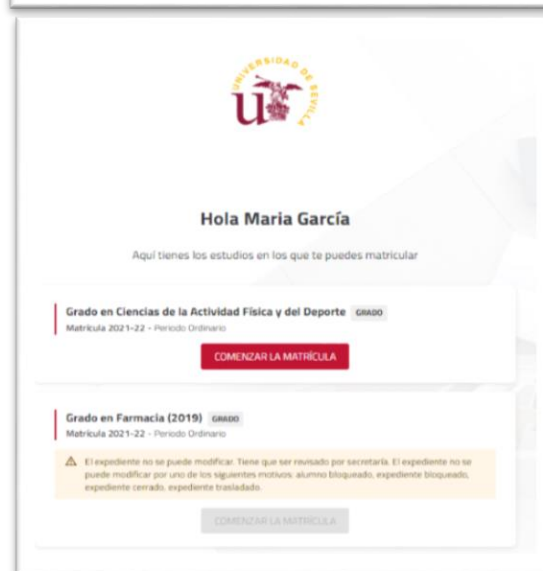 UNIVERSIDAD DE SEVILLA
Hola Maria García
Aquí tienes los estudios en los que te puedes matricular
Grado en Ciencias de la Actividad Física y del Deporte GRADO
Matrícula 2021-22 - Periodo Ordinario
COMENZAR LA MATRÍCULA
Grado en Farmacia (2019) GRADO
Matrícula 2021-22 - Periodo Ordinario
El expediente no se puede modificar. Tiene que ser revisado por secretaría. El expediente no se
puede modificar por uno de los siguientes motivos: alumno bloqueado, expediente bloqueado,
expediente cerrado, expediente trasladado.
COMENZAR LA MATRÍCULA